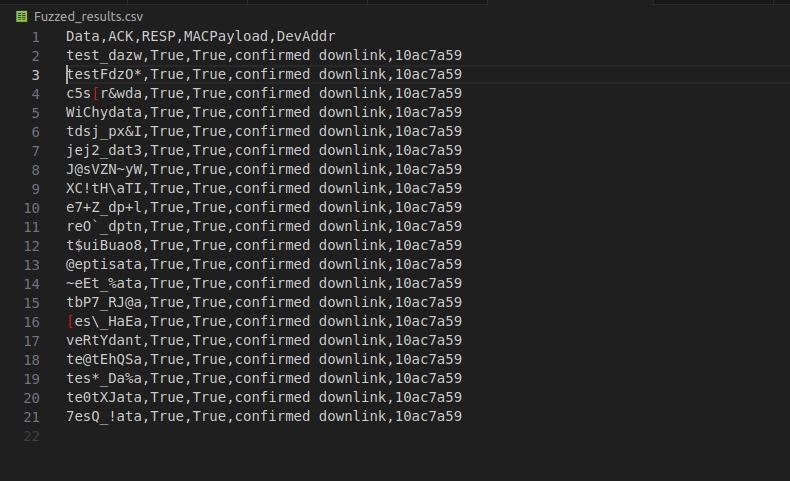 Fuzzed_results.csv
1 Data,ACK,RESP,MACPayload,DevAddr
2 test_dazw,True,True,confirmed downlink,10ac7a59
3 testFdzO*,True,True,confirmed downlink,10ac7a59
4 c5s[r&wda,True,True,confirmed downlink,10ac7a59
5 WiChydata,True,True,confirmed downlink,10ac7a59
6 tdsj_px&I,True,True,confirmed downlink,10ac7a59
7 jej2_dat3,True,True,confirmed downlink,10ac7a59
8 J@sVZN~yW,True,True,confirmed downlink,10ac7a59
9 XC!tH\aTI,True,True,confirmed downlink,10ac7a59
10 e7+Z_dp+l,True,True,confirmed downlink,10ac7a59
11 reO`_dptn,True,True,confirmed downlink,10ac7a59
12 t$uiBuao8,True,True,confirmed downlink,10ac7a59
13 @eptisata,True,True,confirmed downlink,10ac7a59
14 ~eEt_%ata,True,True,confirmed downlink,10ac7a59
15 tbP7_RJ@a,True,True,confirmed downlink,10ac7a59
16 [es\_HaEa,True,True,confirmed downlink,10ac7a59
17 veRtYdant,True,True,confirmed downlink,10ac7a59
18 te@tEhQSa,True,True,confirmed downlink,10ac7a59
19 tes*_Da%a,True,True,confirmed downlink,10ac7a59
20 te0tXJata,True,True,confirmed downlink,10ac7a59
21 7esQ_!ata,True,True,confirmed downlink,10ac7a59
22